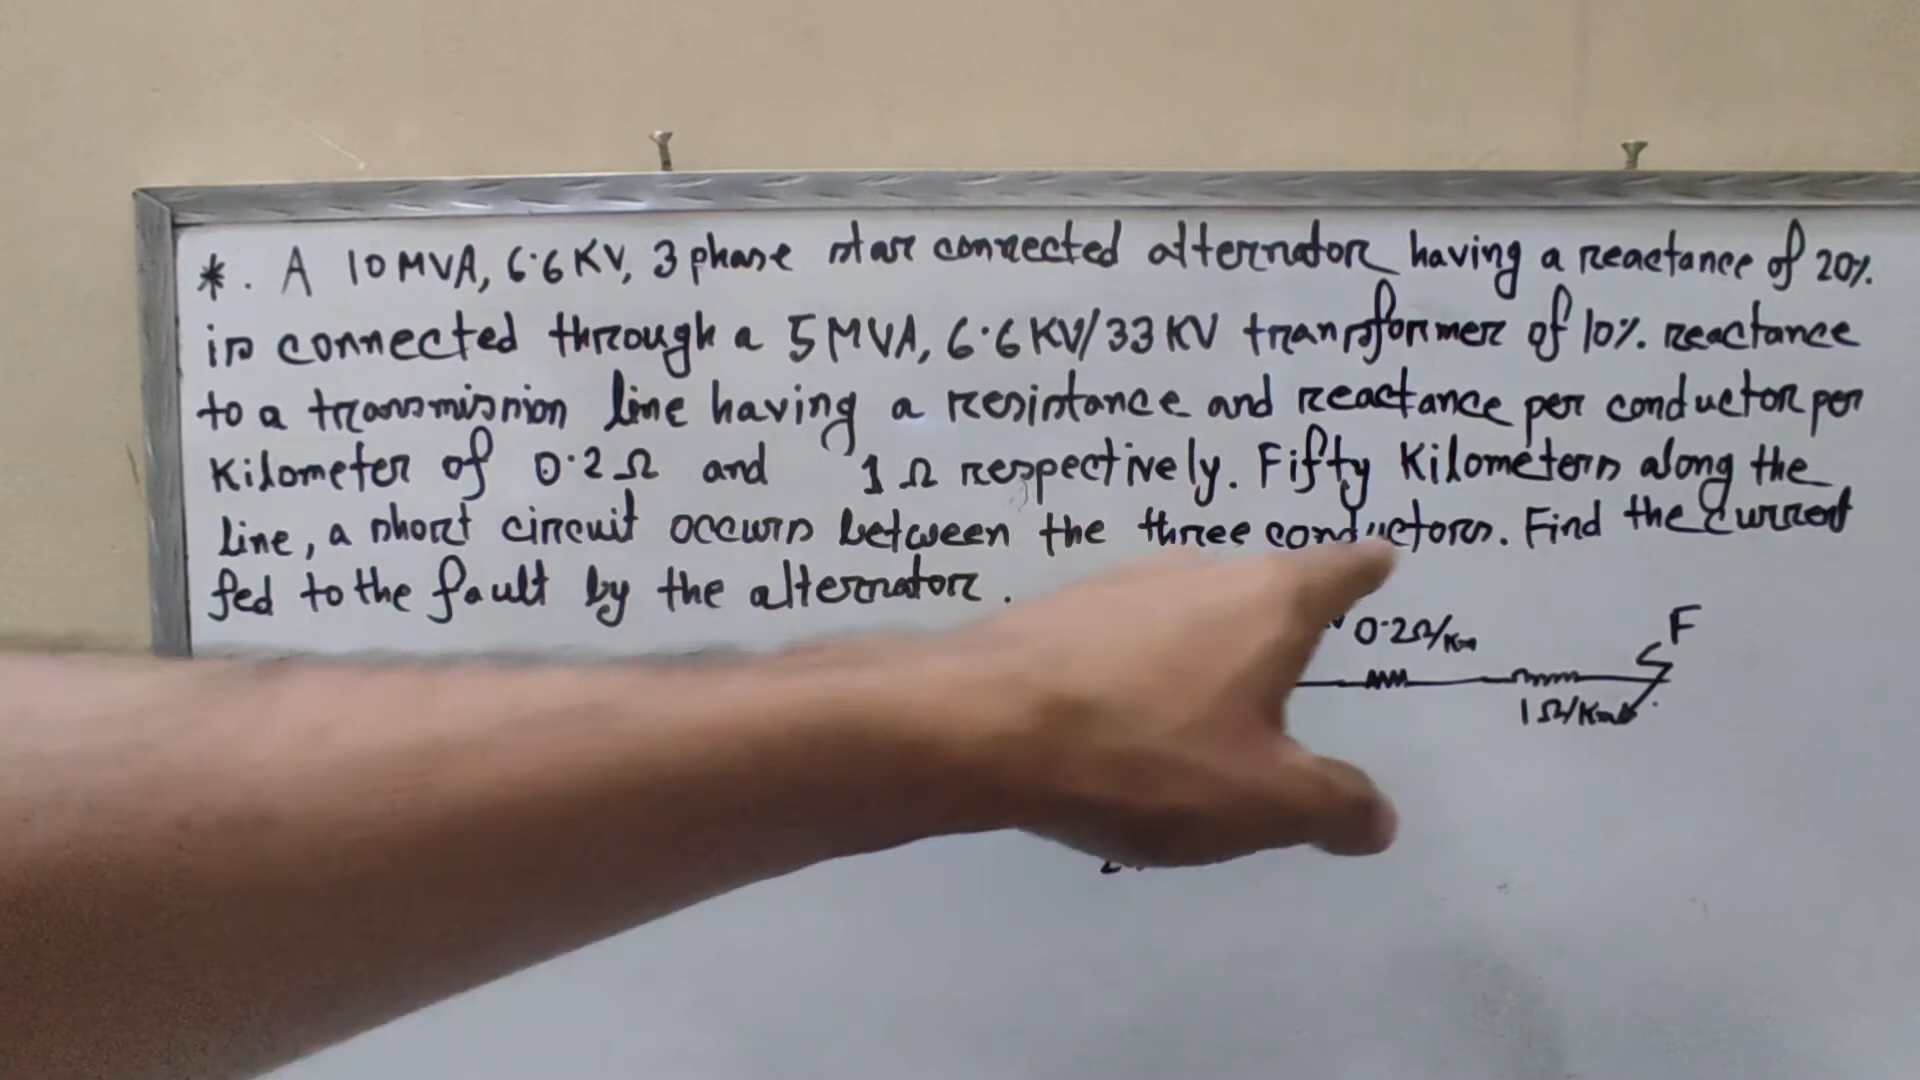 *. A 10 MVA, 6.6 KV, 3 phase star connected alternator having a reactance of 20%.
is connected through a 5 MVA, 6.6 KV/33 KV transformer of 10% reactance
to a transmission line having a resistance and reactance per conductor per
Kilometer of 0.2 Ω and 1 Ω respectively. Fifty Kilometers along the
line, a short circuit occurs between the three conductors. Find the current
fed to the fault by the alternator.
0.2Ω/Km
F
1Ω/Km